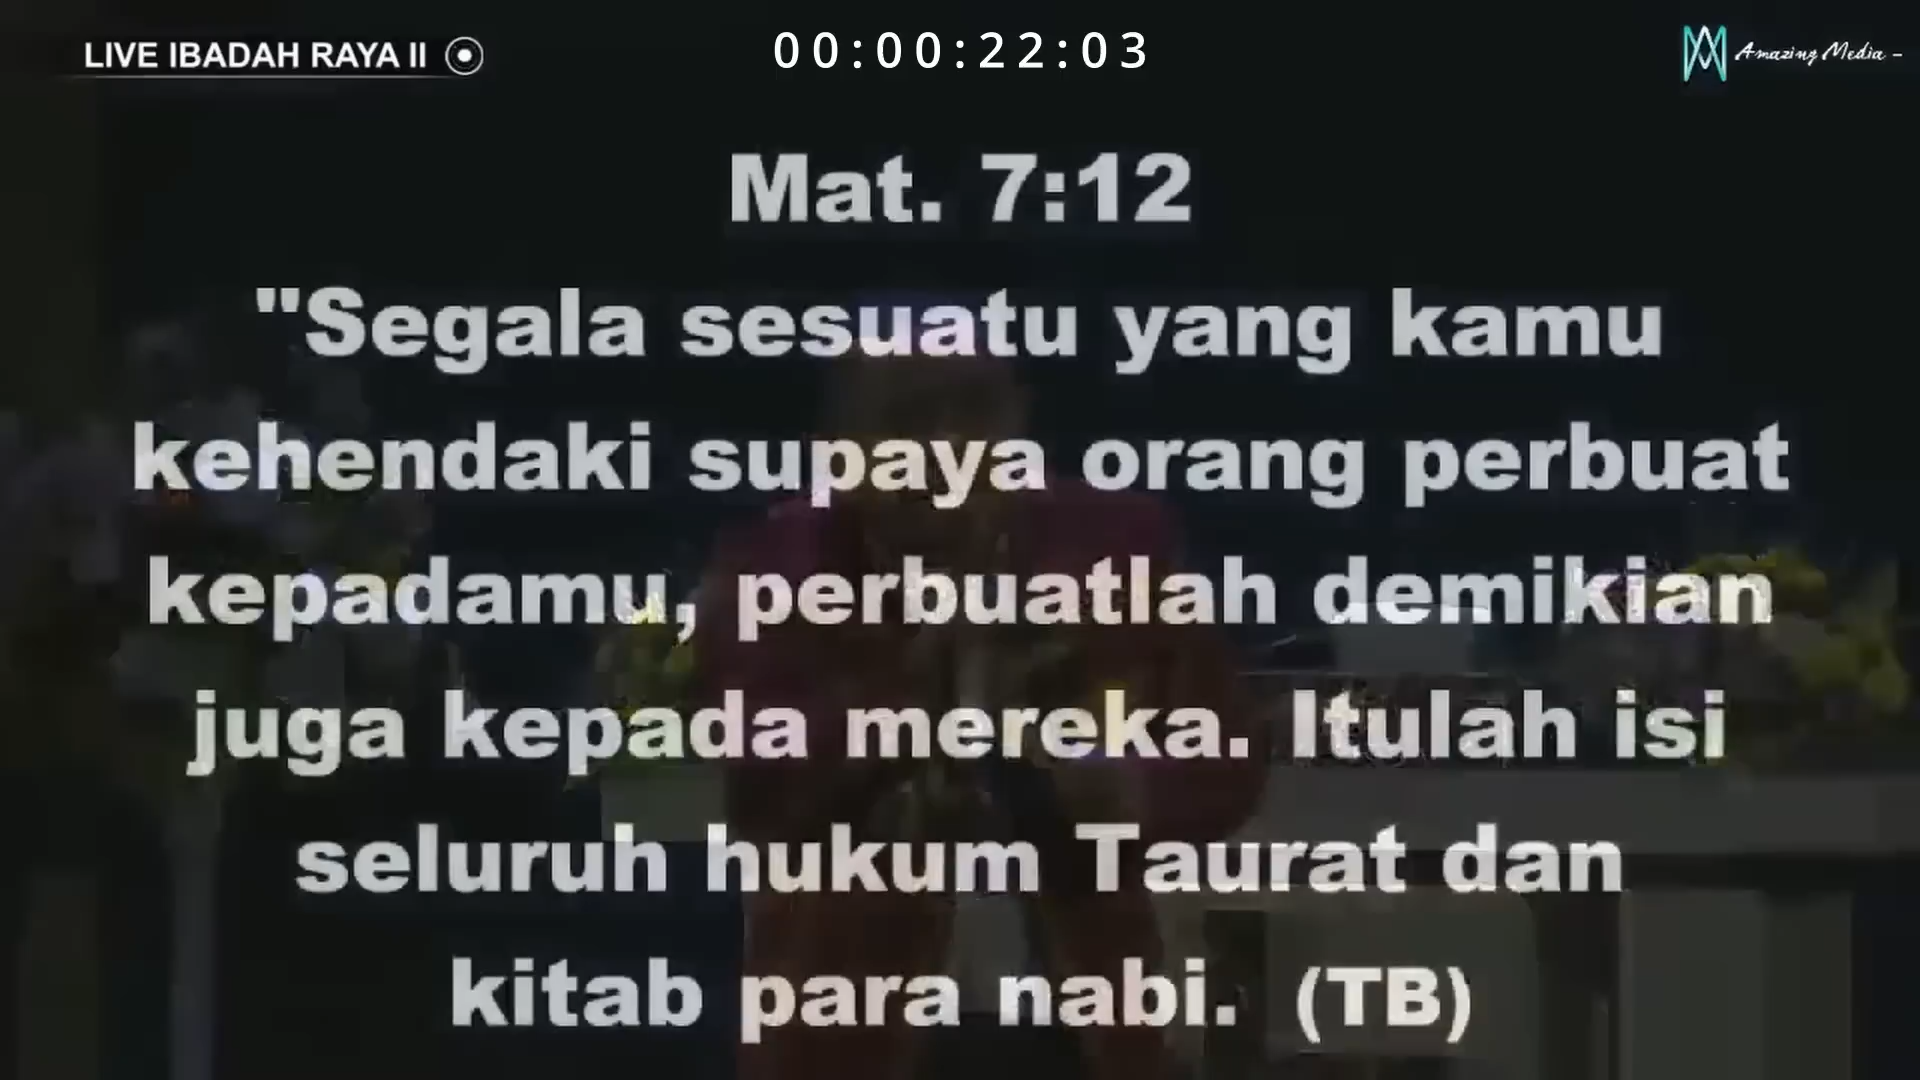 LIVE IBADAH RAYA II
00:00:22:03
Amazing Media -
Mat. 7:12
"Segala sesuatu yang kamu
kehendaki supaya orang perbuat
kepadamu, perbuatlah demikian
juga kepada mereka. Itulah isi
seluruh hukum Taurat dan
kitab para nabi. (TB)